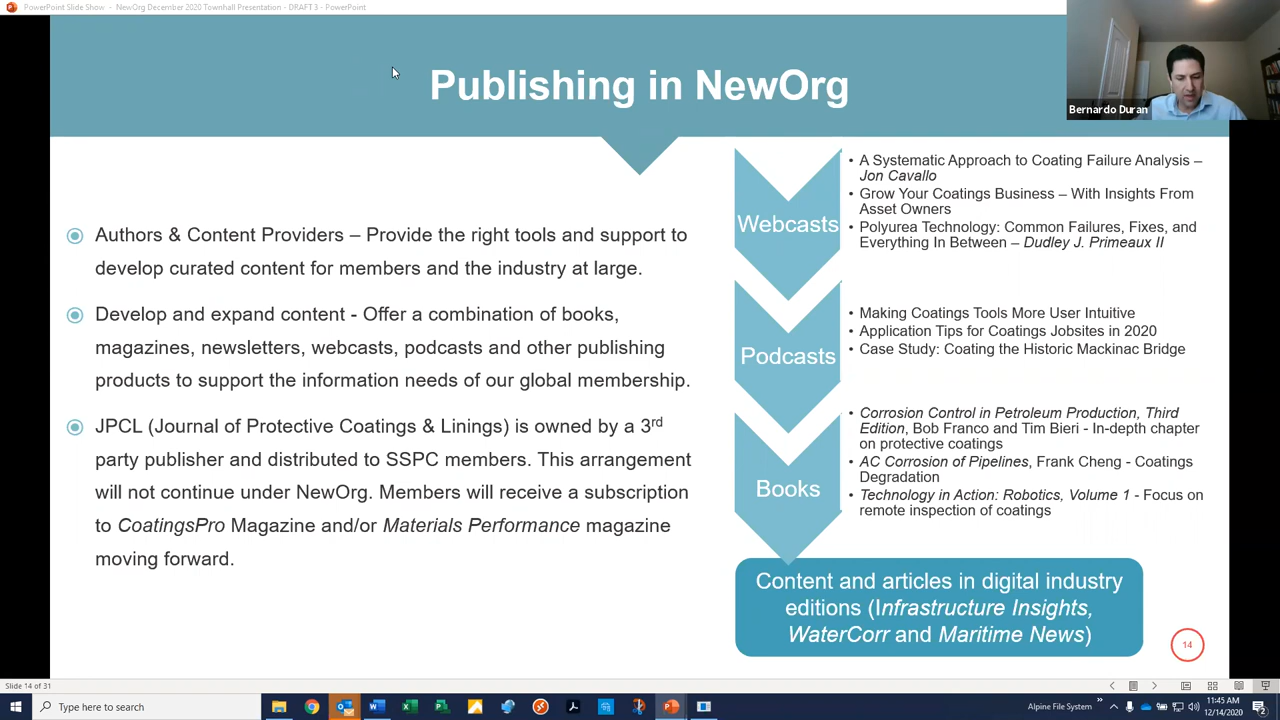 PowerPoint Slide Show - NewOrg December 2020 Townhall Presentation - DRAFT 3 - PowerPoint
Publishing in NewOrg
Bernardo Duran
Authors & Content Providers – Provide the right tools and support to
develop curated content for members and the industry at large.
Develop and expand content - Offer a combination of books,
magazines, newsletters, webcasts, podcasts and other publishing
products to support the information needs of our global membership.
JPCL (Journal of Protective Coatings & Linings) is owned by a 3rd
party publisher and distributed to SSPC members. This arrangement
will not continue under NewOrg. Members will receive a subscription
to CoatingsPro Magazine and/or Materials Performance magazine
moving forward.
Webcasts
• A Systematic Approach to Coating Failure Analysis –
Jon Cavallo
• Grow Your Coatings Business – With Insights From
Asset Owners
• Polyurea Technology: Common Failures, Fixes, and
Everything In Between – Dudley J. Primeaux II
Podcasts
• Making Coatings Tools More User Intuitive
• Application Tips for Coatings Jobsites in 2020
• Case Study: Coating the Historic Mackinac Bridge
Books
• Corrosion Control in Petroleum Production, Third
Edition, Bob Franco and Tim Bieri - In-depth chapter
on protective coatings
• AC Corrosion of Pipelines, Frank Cheng - Coatings
Degradation
• Technology in Action: Robotics, Volume 1 - Focus on
remote inspection of coatings
Content and articles in digital industry
editions (Infrastructure Insights,
WaterCorr and Maritime News)
14
Slide 14 of 31
Type here to search
Alpine File System
11:45 AM
12/14/2020
2